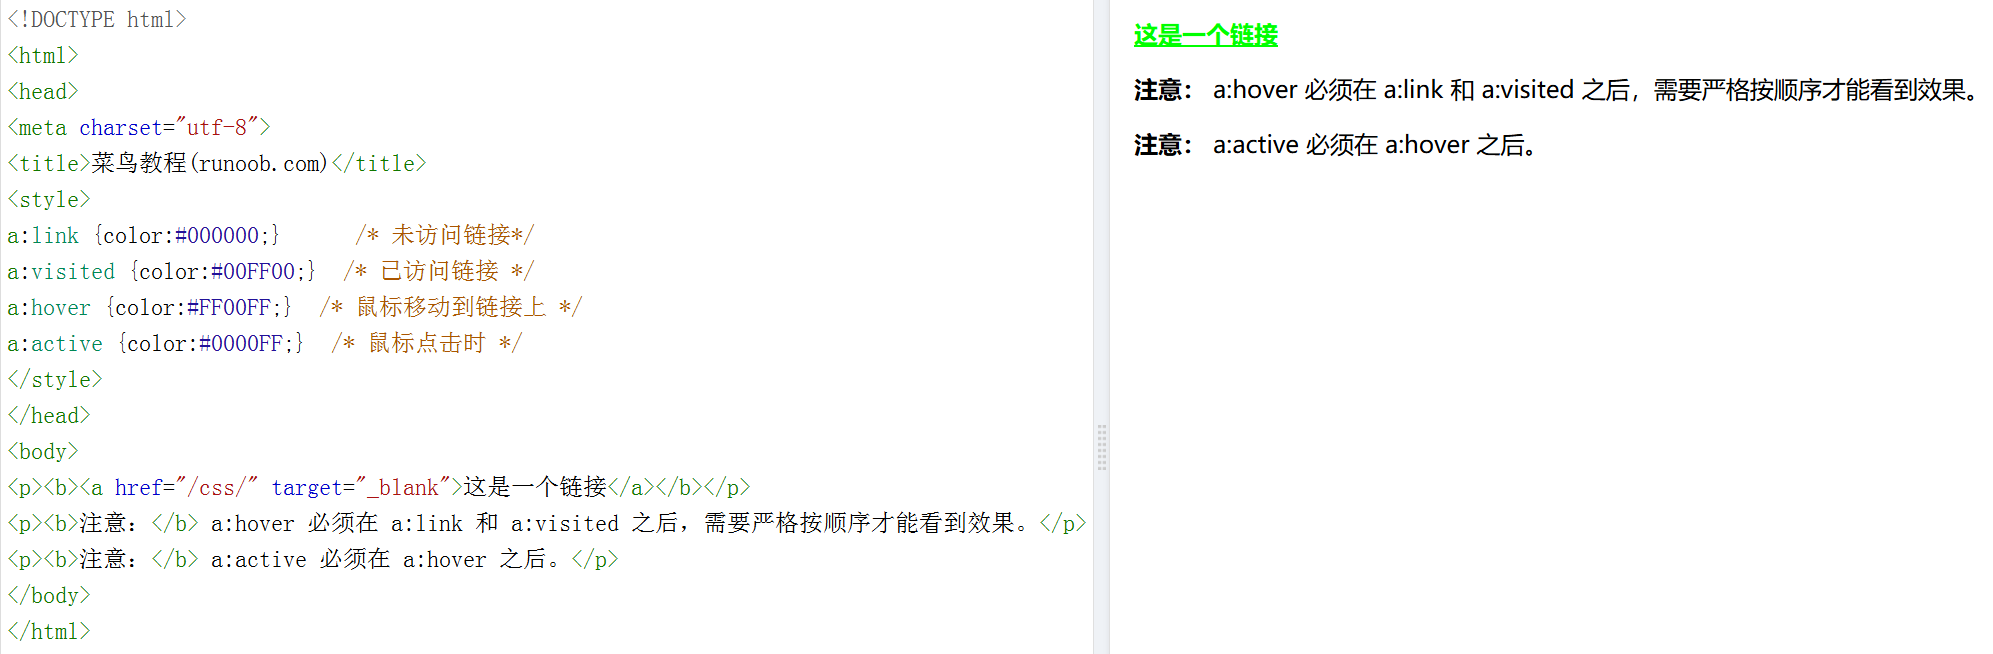 <!DOCTYPE html>
<html>
<head>
<meta charset="utf-8">
<title>菜鸟教程(runoob.com)</title>
<style>
a:link {color:#000000;}      /* 未访问链接*/
a:visited {color:#00FF00;}  /* 已访问链接 */
a:hover {color:#FF00FF;}  /* 鼠标移动到链接上 */
a:active {color:#0000FF;}  /* 鼠标点击时 */
</style>
</head>
<body>
<p><b><a href="/css/" target="_blank">这是一个链接</a></b></p>
<p><b>注意：</b> a:hover 必须在 a:link 和 a:visited 之后，需要严格按顺序才能看到效果。</p>
<p><b>注意：</b> a:active 必须在 a:hover 之后。</p>
</body>
</html>
这是一个链接
注意： a:hover 必须在 a:link 和 a:visited 之后，需要严格按顺序才能看到效果。
注意： a:active 必须在 a:hover 之后。